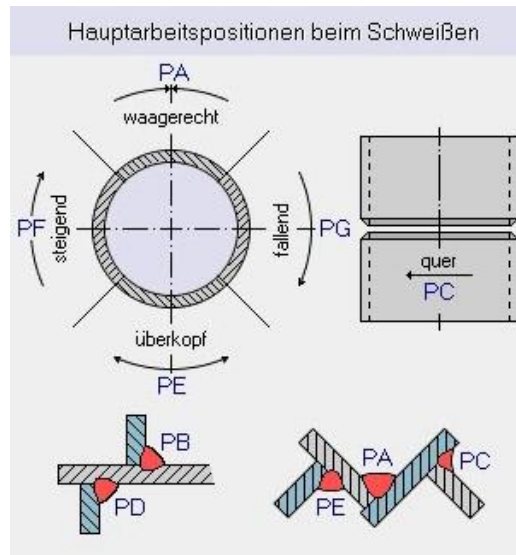 Hauptarbeitspositionen beim Schweißen
PA
waagerecht
PF
steigend
fallend
PG
überkopf
PE
quer
PC
PB
PD
PE
PA
PC